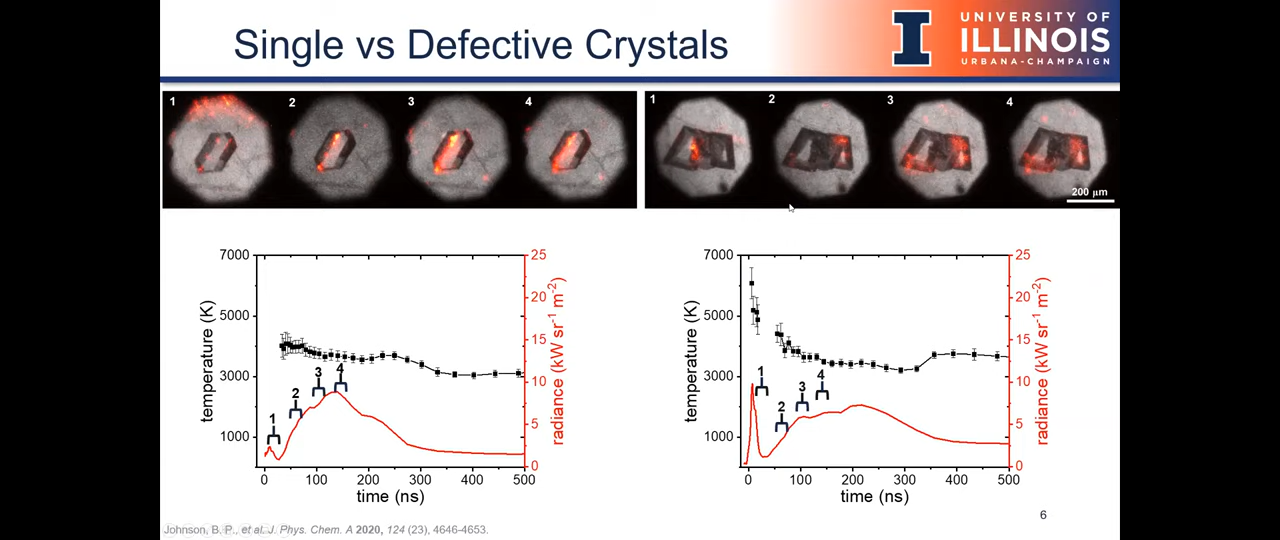 Single vs Defective Crystals
I UNIVERSITY OF
ILLINOIS
URBANA-CHAMPAIGN
1 2 3 4
1 2 3 4
200 μm
7000 25
20
5000 15
3000 10
5
1000
0
temperature (K)
radiance (kW sr⁻¹ m⁻²)
1 2 3 4
0 100 200 300 400 500
time (ns)
7000 25
20
5000 15
3000 10
5
1000
0
temperature (K)
radiance (kW sr⁻¹ m⁻²)
1 2 3 4
0 100 200 300 400 500
time (ns)
6
Johnson, B. P., et al. J. Phys. Chem. A 2020, 124 (23), 4646-4653.